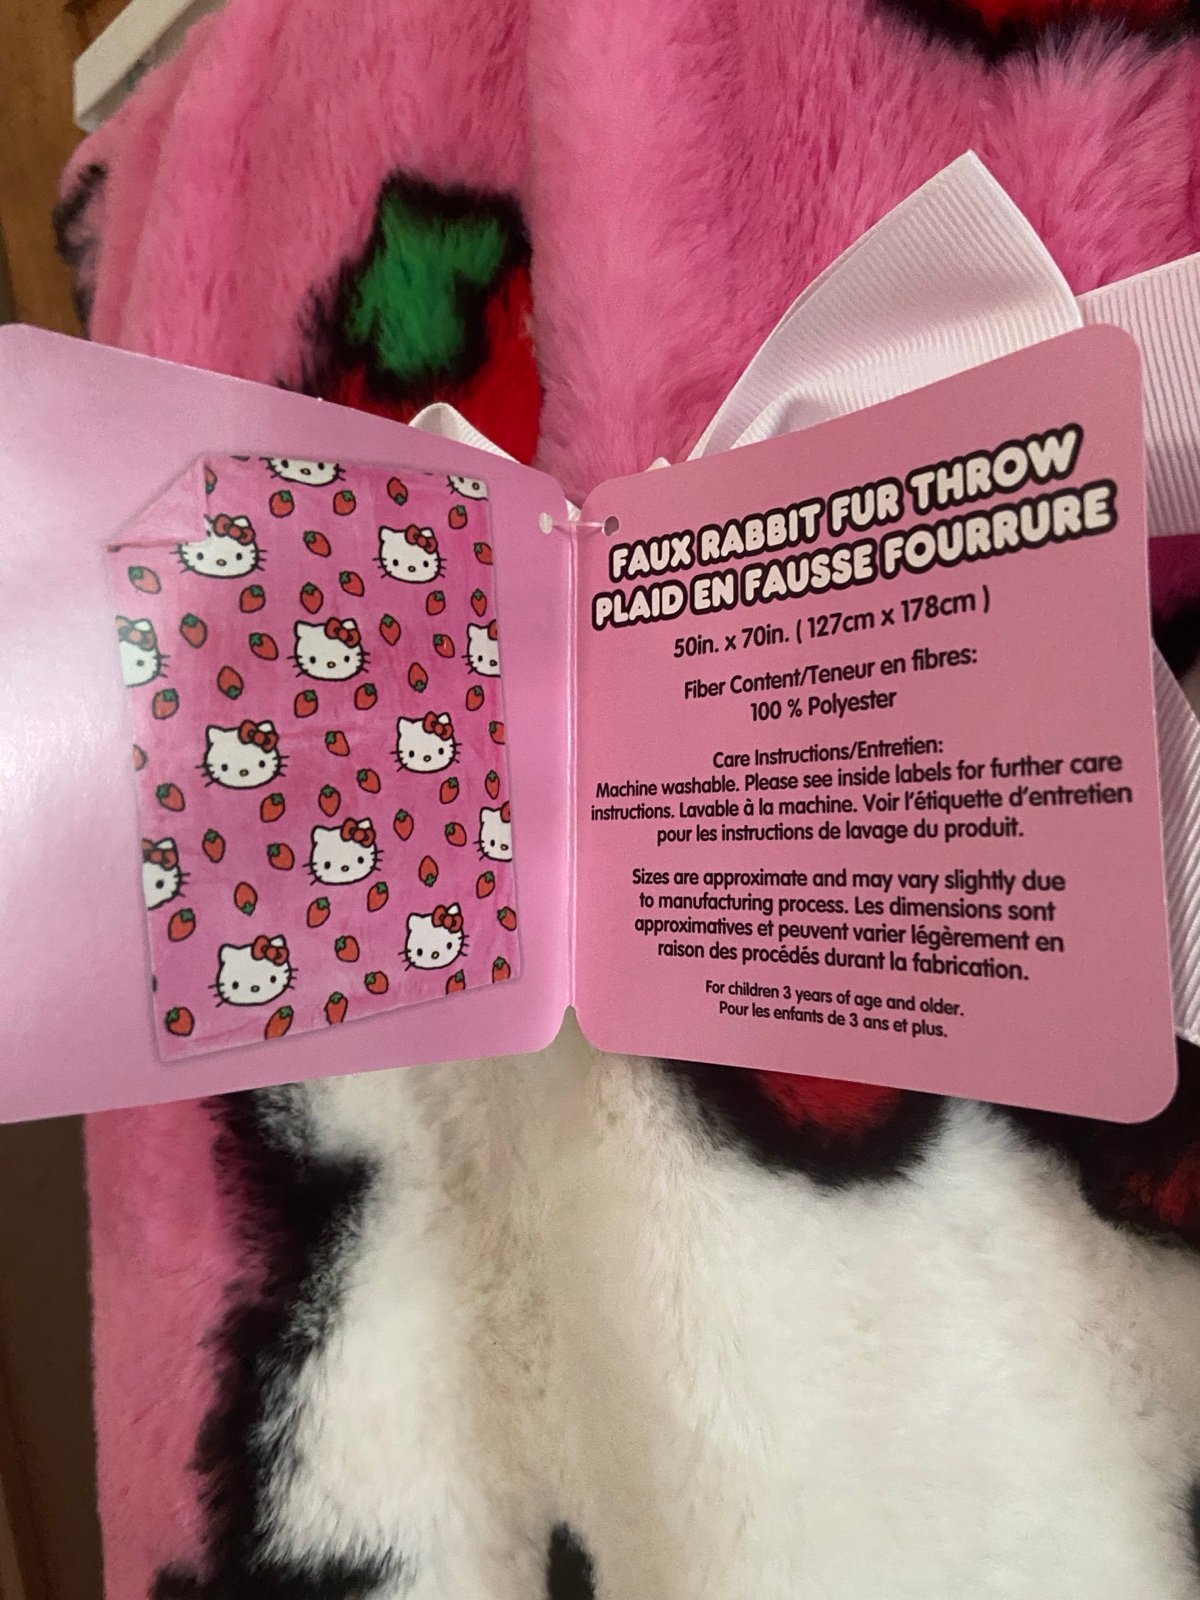 FAUX RABBIT FUR THROW
PLAID EN FAUSSE FOURRURE
50in. x 70in. ( 127cm x 178cm )
Fiber Content/Teneur en fibres:
100 % Polyester
Care Instructions/Entretien:
Machine washable. Please see inside labels for further care
instructions. Lavable à la machine. Voir l'étiquette d'entretien
pour les instructions de lavage du produit.
Sizes are approximate and may vary slightly due
to manufacturing process. Les dimensions sont
approximatives et peuvent varier légèrement en
raison des procédés durant la fabrication.
For children 3 years of age and older.
Pour les enfants de 3 ans et plus.